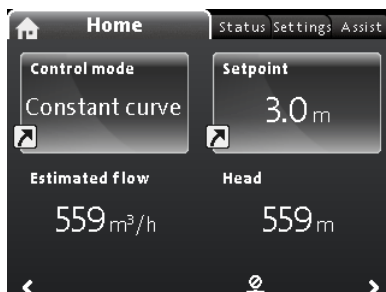 Home Status Settings Assist
Control mode Setpoint
Constant curve 3.0 m
Estimated flow Head
559 m³/h 559 m